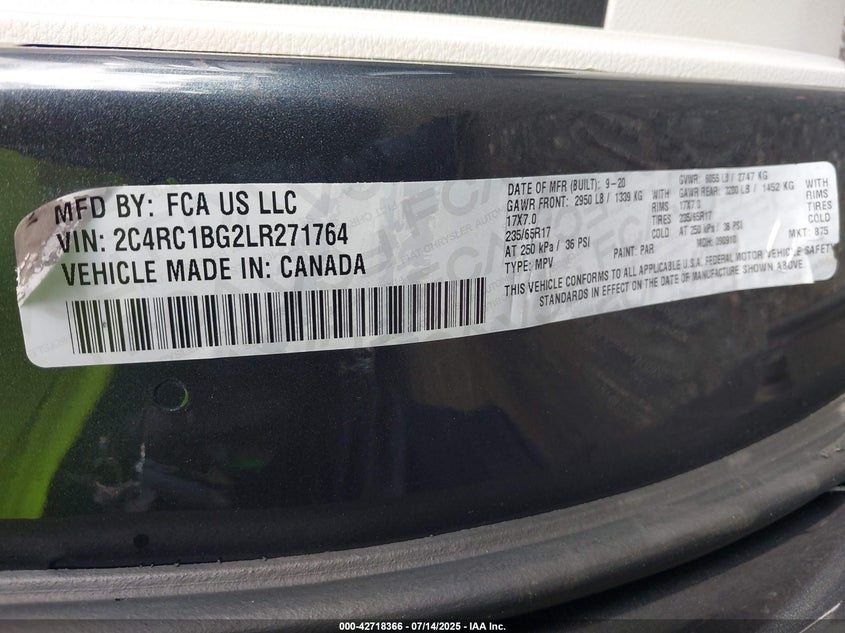 MFD BY: FCA US LLC
VIN: 2C4RC1BG2LR271764
VEHICLE MADE IN: CANADA
DATE OF MFR (BUILT): 9-20
GVWR: 6055 LB / 2747 KG
GAWR FRONT: 2950 LB / 1339 KG WITH
17X7.0 RIMS
235/65R17 TIRES
AT 250 kPa / 36 PSI COLD
GAWR REAR: 3200 LB / 1452 KG WITH
17X7.0 RIMS
235/65R17 TIRES
AT 250 kPa / 36 PSI COLD
TYPE: MPV
PAINT: PAR
MDH: MKT: 875
THIS VEHICLE CONFORMS TO ALL APPLICABLE U.S.A. FEDERAL MOTOR VEHICLE SAFETY
STANDARDS IN EFFECT ON THE DATE OF MANUFACTURE SHOWN ABOVE.
000-42718366 - 07/14/2025 - IAA Inc.